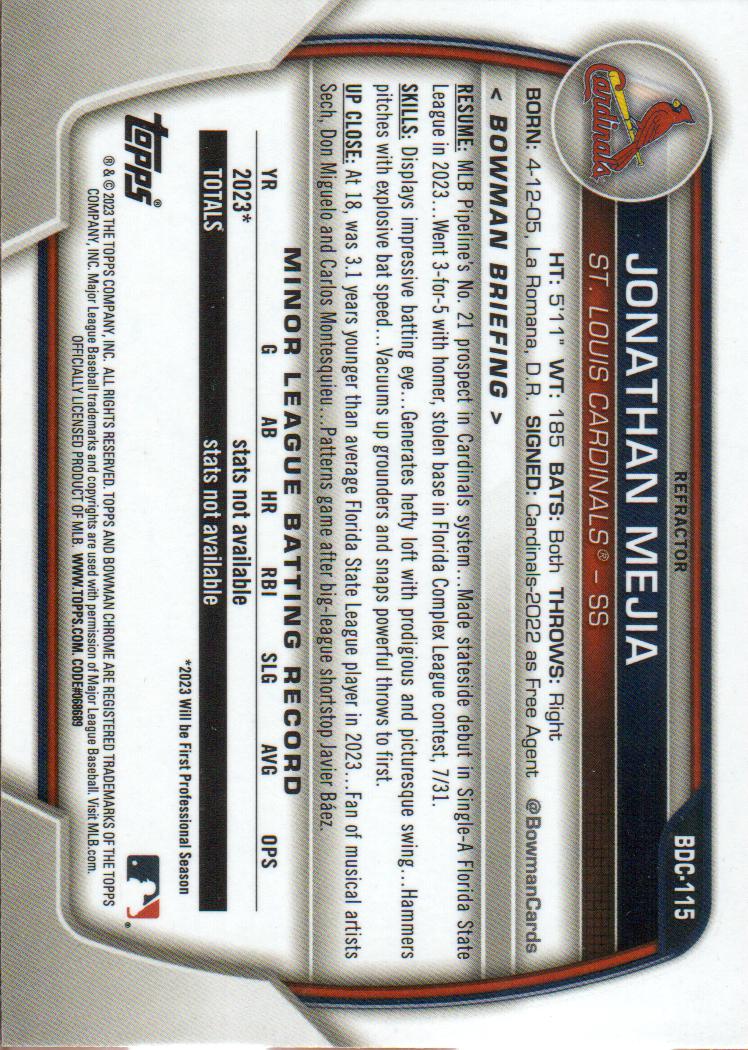 REFRACTOR
BDC-115
Cardinals
JONATHAN MEJIA
ST. LOUIS CARDINALS® – SS
HT: 5'11" WT: 185 BATS: Both THROWS: Right
BORN: 4-12-05, La Romana, D.R. SIGNED: Cardinals-2022 as Free Agent @BowmanCards
< BOWMAN BRIEFING >
RESUME: MLB Pipeline's No. 21 prospect in Cardinals system...Made stateside debut in Single-A Florida State
League in 2023...Went 3-for-5 with homer, stolen base in Florida Complex League contest, 7/31.
SKILLS: Displays impressive batting eye...Generates hefty loft with prodigious and picturesque swing...Hammers
pitches with explosive bat speed...Vacuums up grounders and snaps powerful throws to first.
UP CLOSE: At 18, was 3.1 years younger than average Florida State League player in 2023...Fan of musical artists
Sech, Don Miguelo and Carlos Montesquieu...Patterns game after big-league shortstop Javier Báez.
MINOR LEAGUE BATTING RECORD
YR G AB HR RBI SLG AVG OPS
2023* stats not available
TOTALS stats not available
*2023 Will be First Professional Season
topps®
® & © 2023 THE TOPPS COMPANY, INC. ALL RIGHTS RESERVED. TOPPS AND BOWMAN CHROME ARE REGISTERED TRADEMARKS OF THE TOPPS
COMPANY, INC. Major League Baseball trademarks and copyrights are used with permission of Major League Baseball. Visit MLB.com.
OFFICIALLY LICENSED PRODUCT OF MLB WWW.TOPPS.COM. CODE#068689